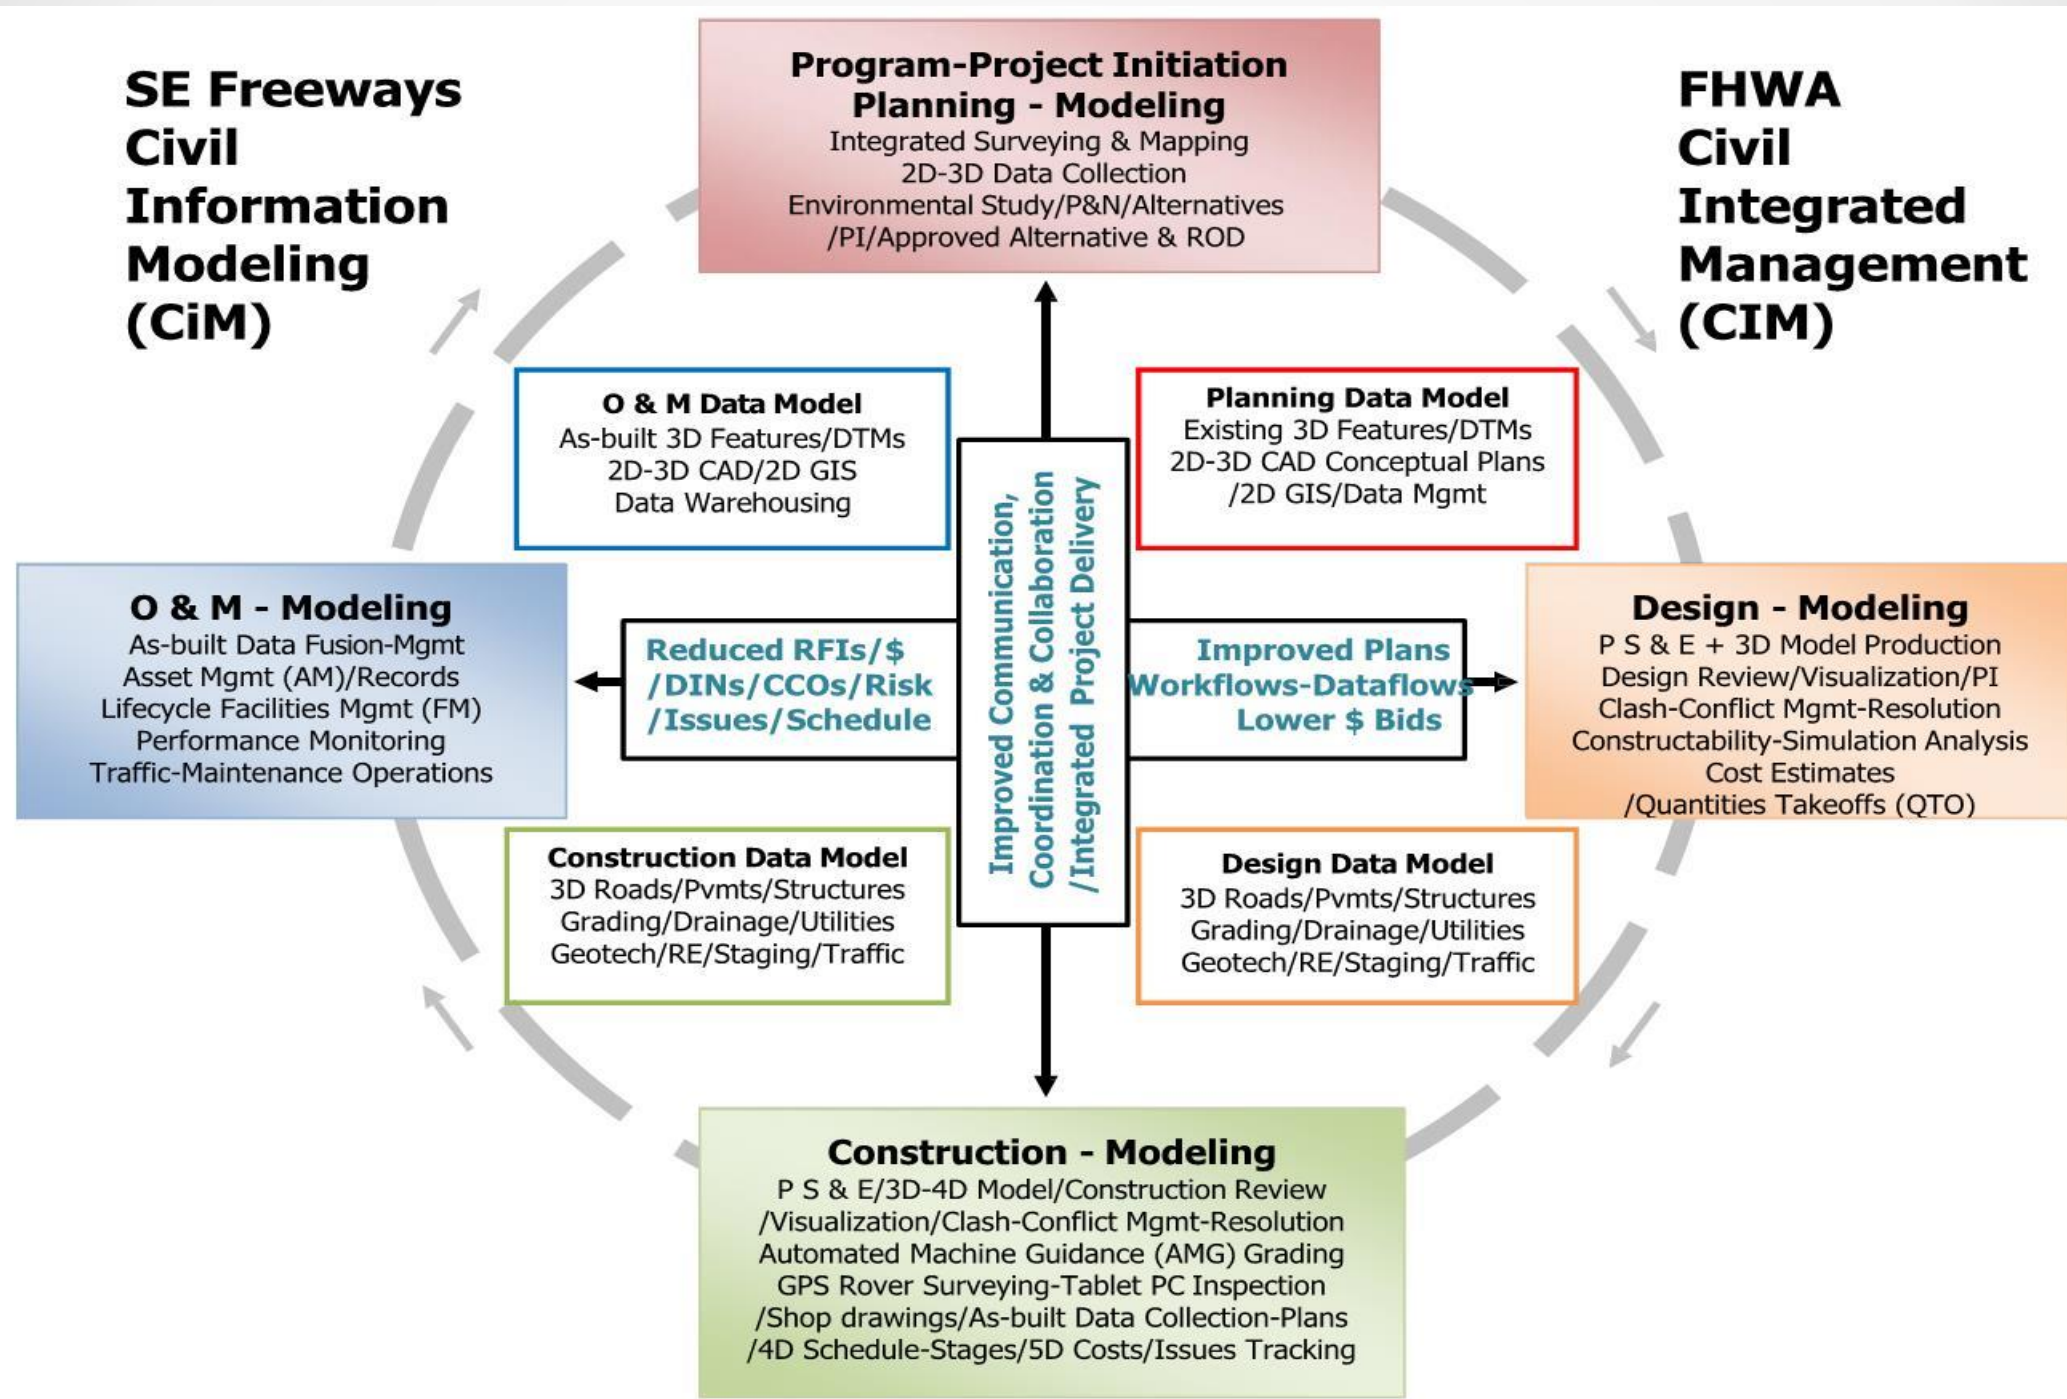 SE Freeways
Civil
Information
Modeling
(CiM)
Program-Project Initiation
Planning - Modeling
Integrated Surveying & Mapping
2D-3D Data Collection
Environmental Study/P&N/Alternatives
/PI/Approved Alternative & ROD
FHWA
Civil
Integrated
Management
(CIM)
O & M Data Model
As-built 3D Features/DTMs
2D-3D CAD/2D GIS
Data Warehousing
Planning Data Model
Existing 3D Features/DTMs
2D-3D CAD Conceptual Plans
/2D GIS/Data Mgmt
O & M - Modeling
As-built Data Fusion-Mgmt
Asset Mgmt (AM)/Records
Lifecycle Facilities Mgmt (FM)
Performance Monitoring
Traffic-Maintenance Operations
Reduced RFIs/$
/DINs/CCOs/Risk
/Issues/Schedule
Improved Communication,
Coordination & Collaboration
/Integrated Project Delivery
Improved Plans
Workflows-Dataflows
Lower $ Bids
Design - Modeling
P S & E + 3D Model Production
Design Review/Visualization/PI
Clash-Conflict Mgmt-Resolution
Constructability-Simulation Analysis
Cost Estimates
/Quantities Takeoffs (QTO)
Construction Data Model
3D Roads/Pvmts/Structures
Grading/Drainage/Utilities
Geotech/RE/Staging/Traffic
Design Data Model
3D Roads/Pvmts/Structures
Grading/Drainage/Utilities
Geotech/RE/Staging/Traffic
Construction - Modeling
P S & E/3D-4D Model/Construction Review
/Visualization/Clash-Conflict Mgmt-Resolution
Automated Machine Guidance (AMG) Grading
GPS Rover Surveying-Tablet PC Inspection
/Shop drawings/As-built Data Collection-Plans
/4D Schedule-Stages/5D Costs/Issues Tracking